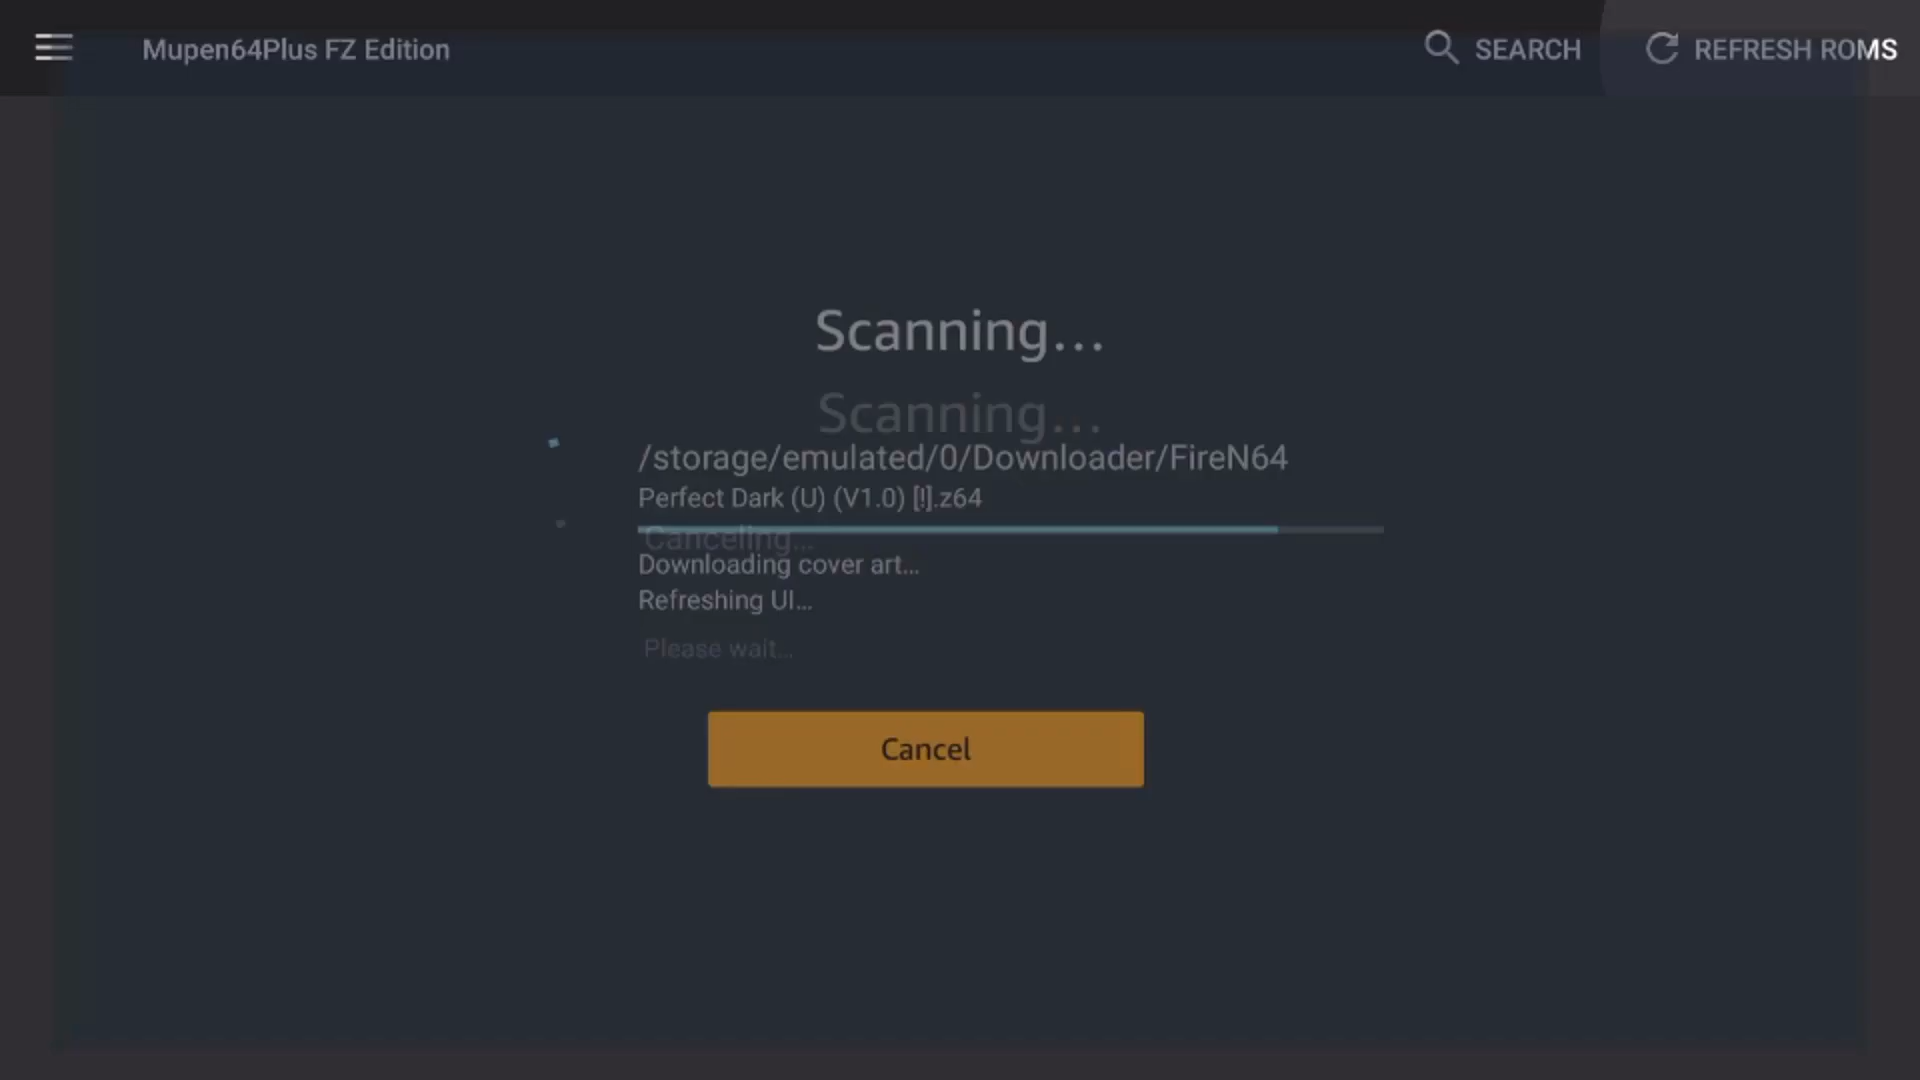 Mupen64Plus FZ Edition
SEARCH
REFRESH ROMS
Scanning...
Scanning...
/storage/emulated/0/Downloader/FireN64
Perfect Dark (U) (V1.0) [!].z64
Canceling...
Downloading cover art...
Refreshing UI...
Please wait...
Cancel